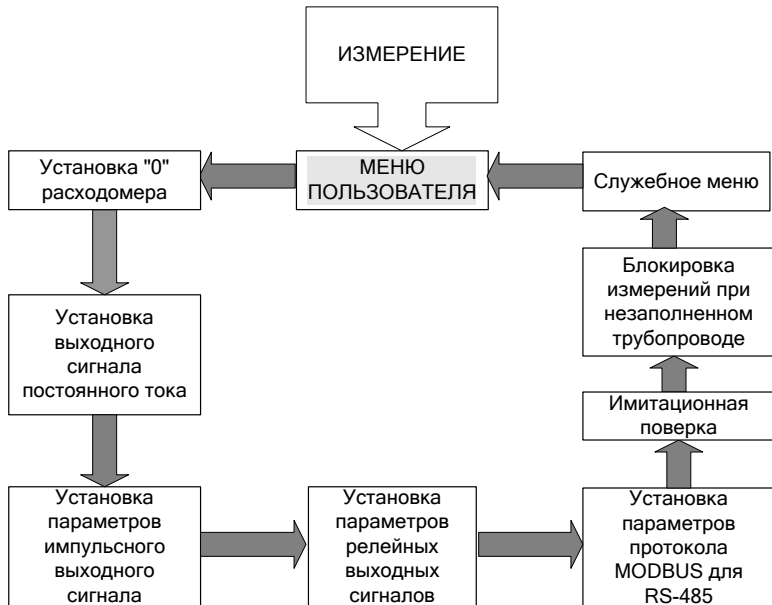 ИЗМЕРЕНИЕ
МЕНЮ
ПОЛЬЗОВАТЕЛЯ
Установка "0"
расходомера
Установка
выходного
сигнала
постоянного тока
Установка
параметров
импульсного
выходного
сигнала
Установка
параметров
релейных
выходных
сигналов
Установка
параметров
протокола
MODBUS для
RS-485
Имитационная
поверка
Блокировка
измерений при
незаполненном
трубопроводе
Служебное меню